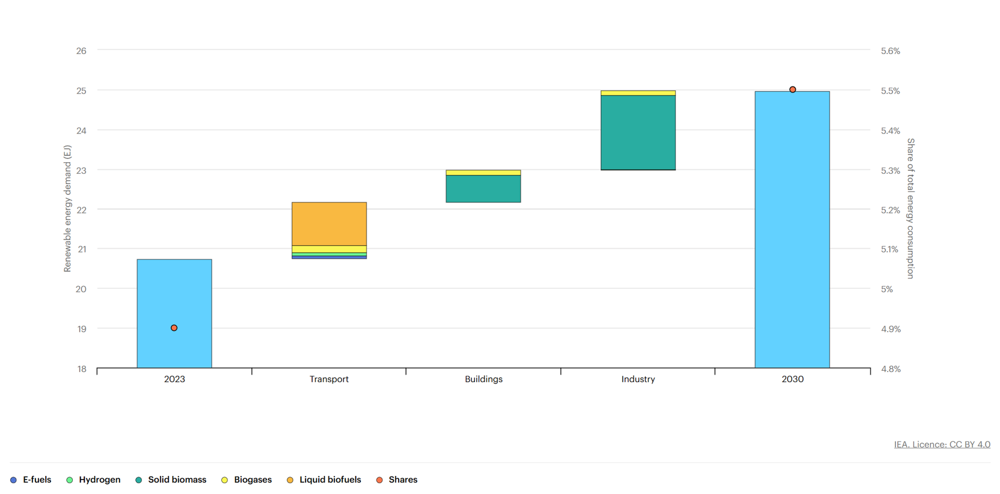 26
5.6%
25
5.5%
24
5.4%
23
5.3%
22
5.2%
21
5.1%
20
5%
19
4.9%
18
4.8%
Renewable energy demand (EJ)
Share of total energy consumption
2023
Transport
Buildings
Industry
2030
IEA. Licence: CC BY 4.0
E-fuels
Hydrogen
Solid biomass
Biogases
Liquid biofuels
Shares